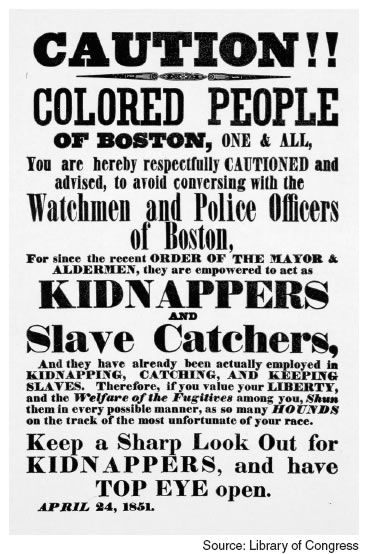 CAUTION!!
COLORED PEOPLE
OF BOSTON, ONE & ALL,
You are hereby respectfully CAUTIONED and
advised, to avoid conversing with the
Watchmen and Police Officers
of Boston,
For since the recent ORDER OF THE MAYOR &
ALDERMEN, they are empowered to act as
KIDNAPPERS
AND
Slave Catchers,
And they have already been actually employed in
KIDNAPPING, CATCHING, AND KEEPING
SLAVES. Therefore, if you value your LIBERTY,
and the Welfare of the Fugitives among you, Shun
them in every possible manner, as so many HOUNDS
on the track of the most unfortunate of your race.
Keep a Sharp Look Out for
KIDNAPPERS, and have
TOP EYE open.
APRIL 24, 1851.
Source: Library of Congress